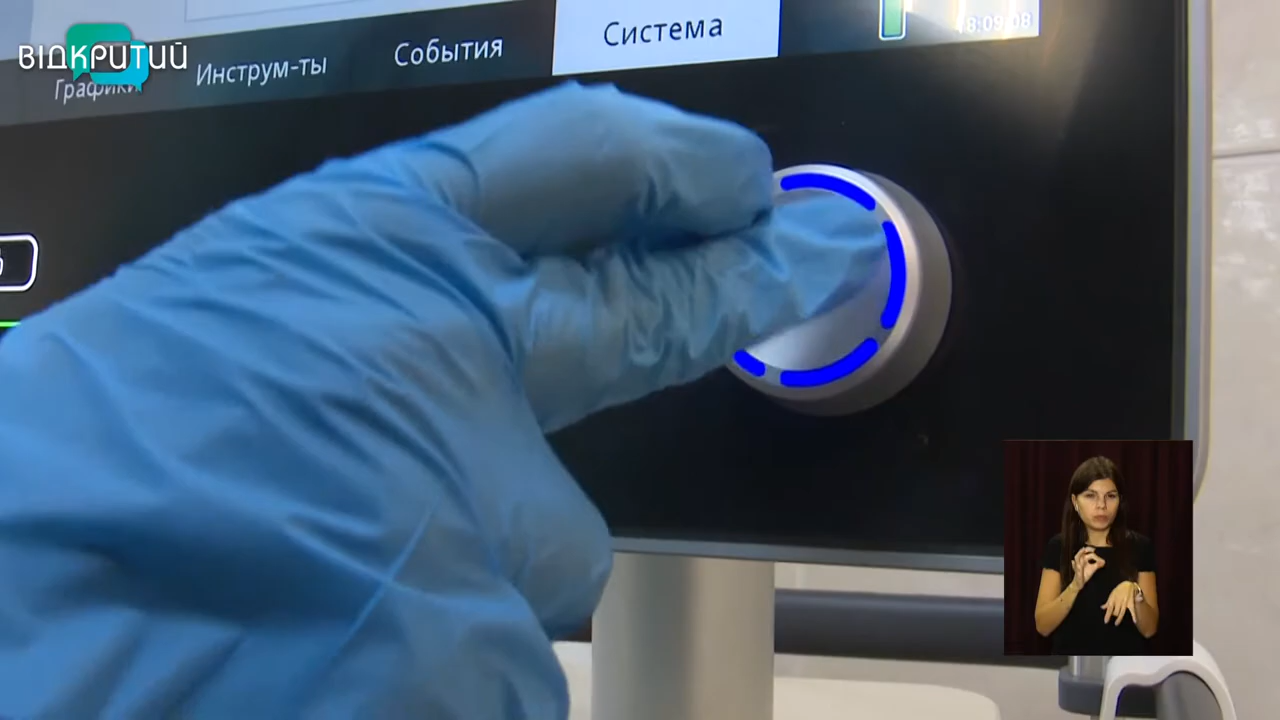 ВІДКРИТИЙ
Графики
Инструм-ты
События
Система
18:09:08